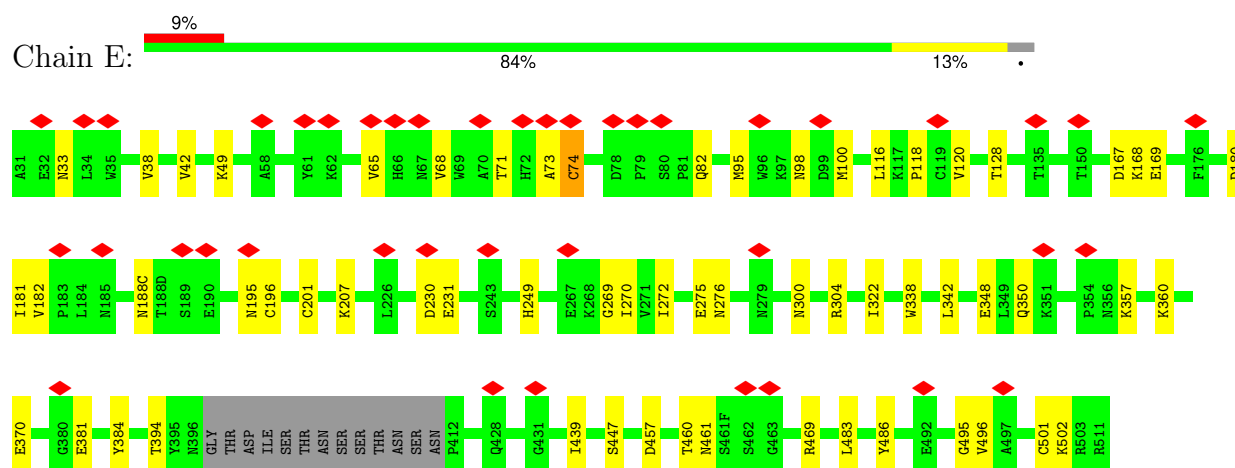 9%
Chain E:
84% 13% •
A31 E32 N33 L34 W35 V38 V42 K49 A58 Y61 K62 V65 H66 N67 V68 W69 A70 T71 H72 A73 C74 D78 P79 S80 P81 Q82 M95 W96 K97 N98 D99 M100 L116 K117 P118 C119 V120 T128 T135 T150 D167 K168 E169 F176 D180
I181 V182 P183 L184 N185 N188C T188D S189 E190 N195 C196 C201 K207 L226 D230 E231 S243 H249 E267 K268 G269 I270 V271 I272 E275 N276 N279 N300 R304 I322 W338 L342 E348 L349 Q350 K351 P354 N356 K357 K360
E370 G380 E381 Y384 T394 Y395 N396 GLY THR ASP ILE SER THR ASN SER SER THR ASN SER ASN P412 Q428 G431 I439 S447 D457 T460 N461 S461F S462 G463 R469 L483 Y486 E492 G495 V496 A497 C501 K502 R503 R511